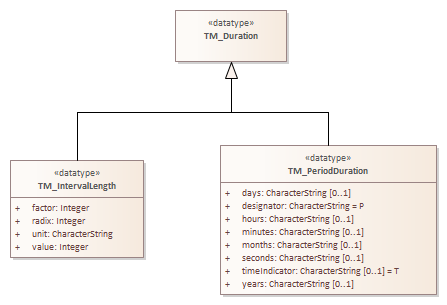 «datatype»
TM_Duration
«datatype»
TM_IntervalLength
+ factor: Integer
+ radix: Integer
+ unit: CharacterString
+ value: Integer
«datatype»
TM_PeriodDuration
+ days: CharacterString [0..1]
+ designator: CharacterString = P
+ hours: CharacterString [0..1]
+ minutes: CharacterString [0..1]
+ months: CharacterString [0..1]
+ seconds: CharacterString [0..1]
+ timeIndicator: CharacterString [0..1] = T
+ years: CharacterString [0..1]